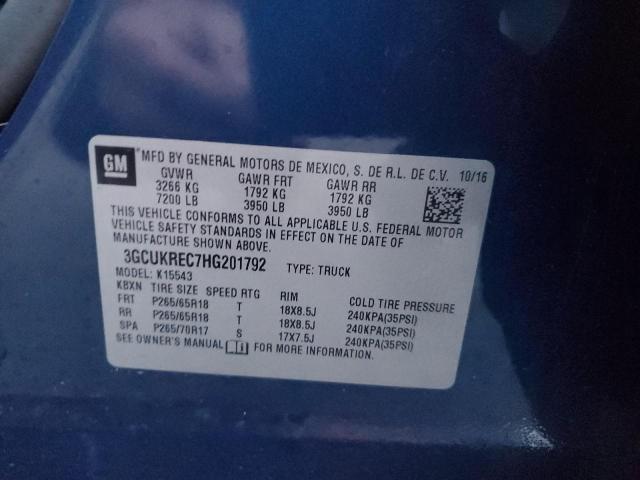 GM
*MFD BY GENERAL MOTORS DE MEXICO, S. DE R.L. DE C.V. 10/16
GVWR GAWR FRT GAWR RR
3266 KG 1792 KG 1792 KG
7200 LB 3950 LB 3950 LB
THIS VEHICLE CONFORMS TO ALL APPLICABLE U.S. FEDERAL MOTOR
VEHICLE SAFETY STANDARDS IN EFFECT ON THE DATE OF
MANUFACTURE SHOWN ABOVE.
3GCUKREC7HG201792 TYPE: TRUCK
MODEL: K15543
KBXN TIRE SIZE SPEED RTG RIM COLD TIRE PRESSURE
FRT P265/65R18 T 18X8.5J 240KPA(35PSI)
RR P265/65R18 T 18X8.5J 240KPA(35PSI)
SPA P265/70R17 S 17X7.5J 240KPA(35PSI)
SEE OWNER'S MANUAL FOR MORE INFORMATION.